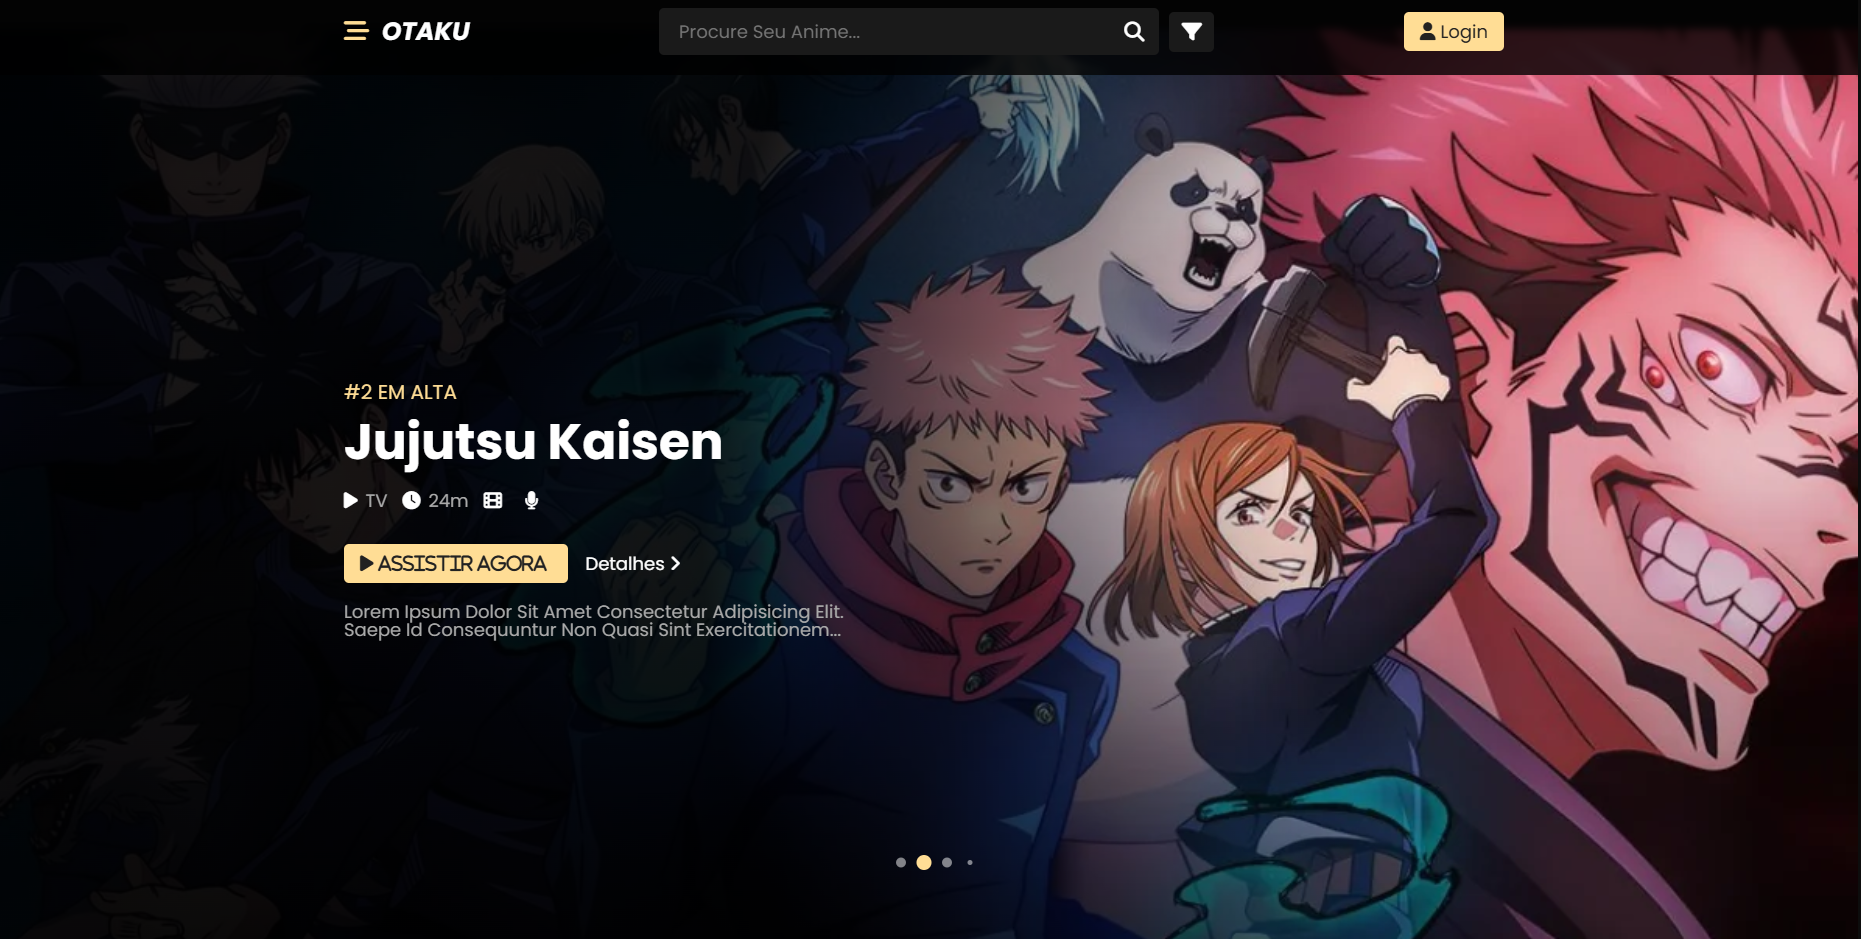 OTAKU
Procure Seu Anime...
Login
#2 EM ALTA
Jujutsu Kaisen
TV 24m
ASSISTIR AGORA
Detalhes
Lorem Ipsum Dolor Sit Amet Consectetur Adipisicing Elit.
Saepe Id Consequuntur Non Quasi Sint Exercitationem...